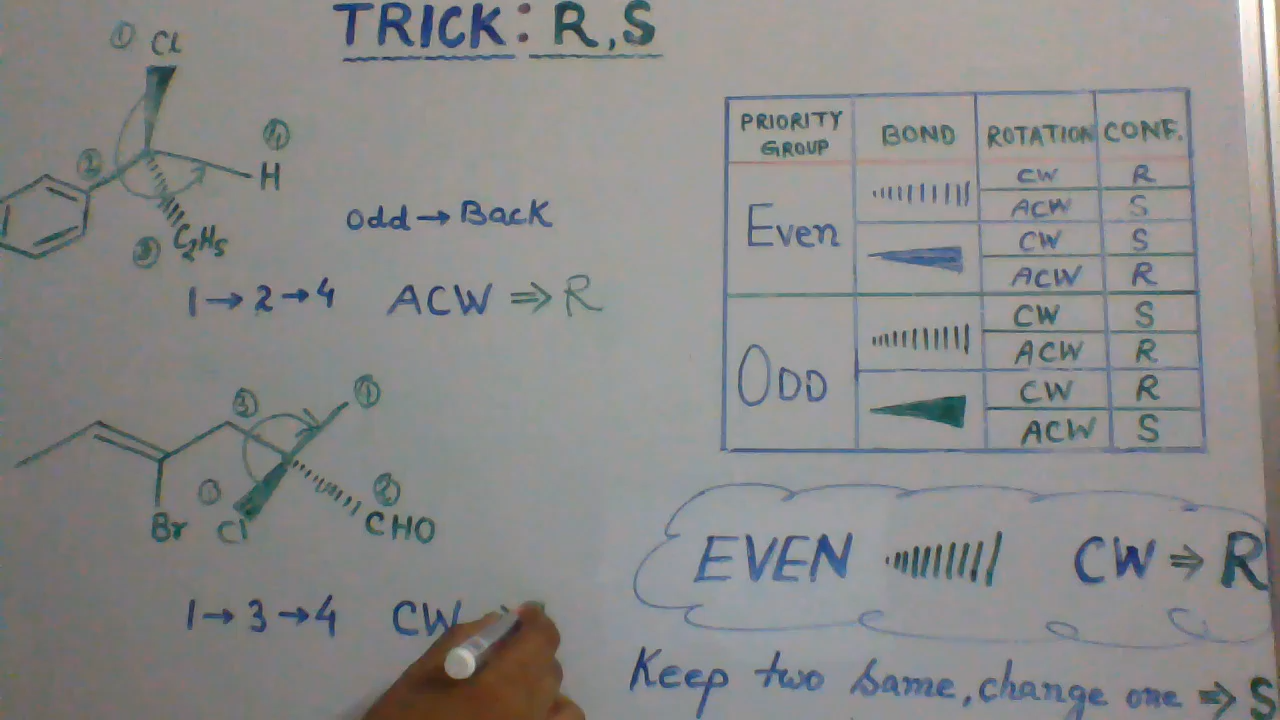 TRICK: R,S
① Cl
④
H
②
③ C2H5
Odd → Back
1 → 2 → 4 ACW ⇒ R
③
①
②
Br
Cl
CHO
1 → 3 → 4 CW
PRIORITY GROUP BOND ROTATION CONF.
Even
CW R
ACW S
CW S
ACW R
ODD
CW S
ACW R
CW R
ACW S
EVEN CW ⇒ R
Keep two same, change one ⇒ S